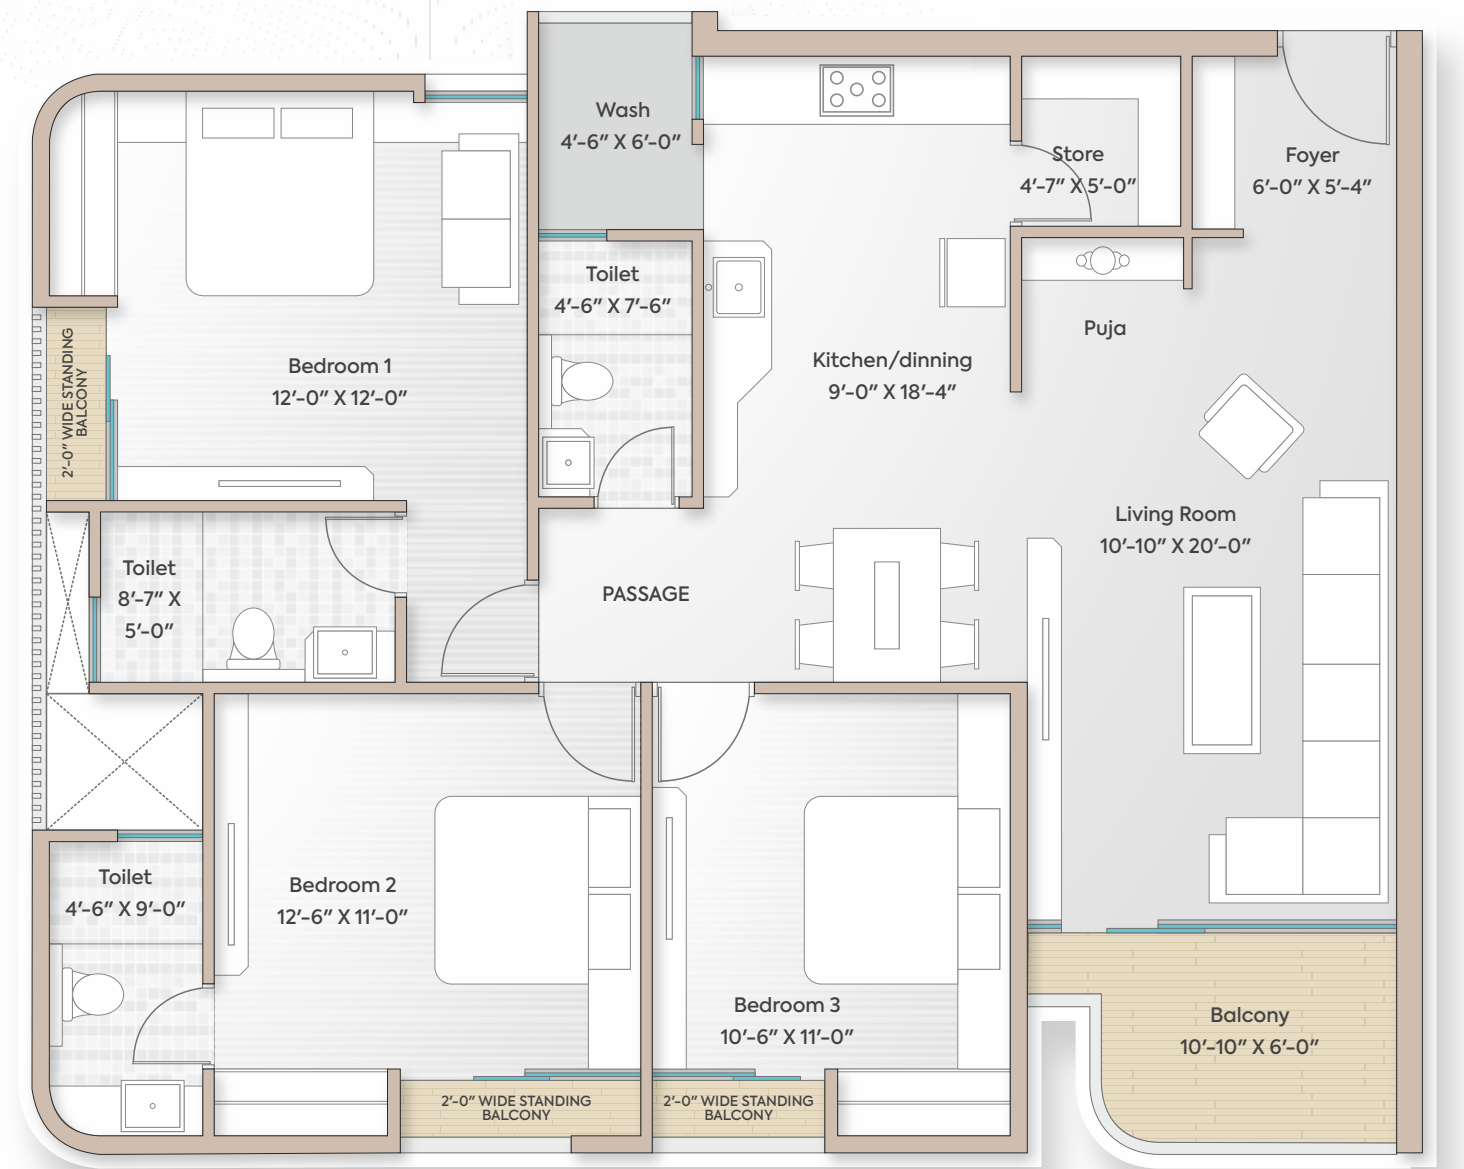 Wash
4'-6" X 6'-0"
Store
4'-7" X 5'-0"
Foyer
6'-0" X 5'-4"
Toilet
4'-6" X 7'-6"
Puja
Bedroom 1
12'-0" X 12'-0"
Kitchen/dinning
9'-0" X 18'-4"
2'-0" WIDE STANDING
BALCONY
Living Room
10'-10" X 20'-0"
Toilet
8'-7" X
5'-0"
PASSAGE
Toilet
4'-6" X 9'-0"
Bedroom 2
12'-6" X 11'-0"
Bedroom 3
10'-6" X 11'-0"
Balcony
10'-10" X 6'-0"
2'-0" WIDE STANDING
BALCONY
2'-0" WIDE STANDING
BALCONY